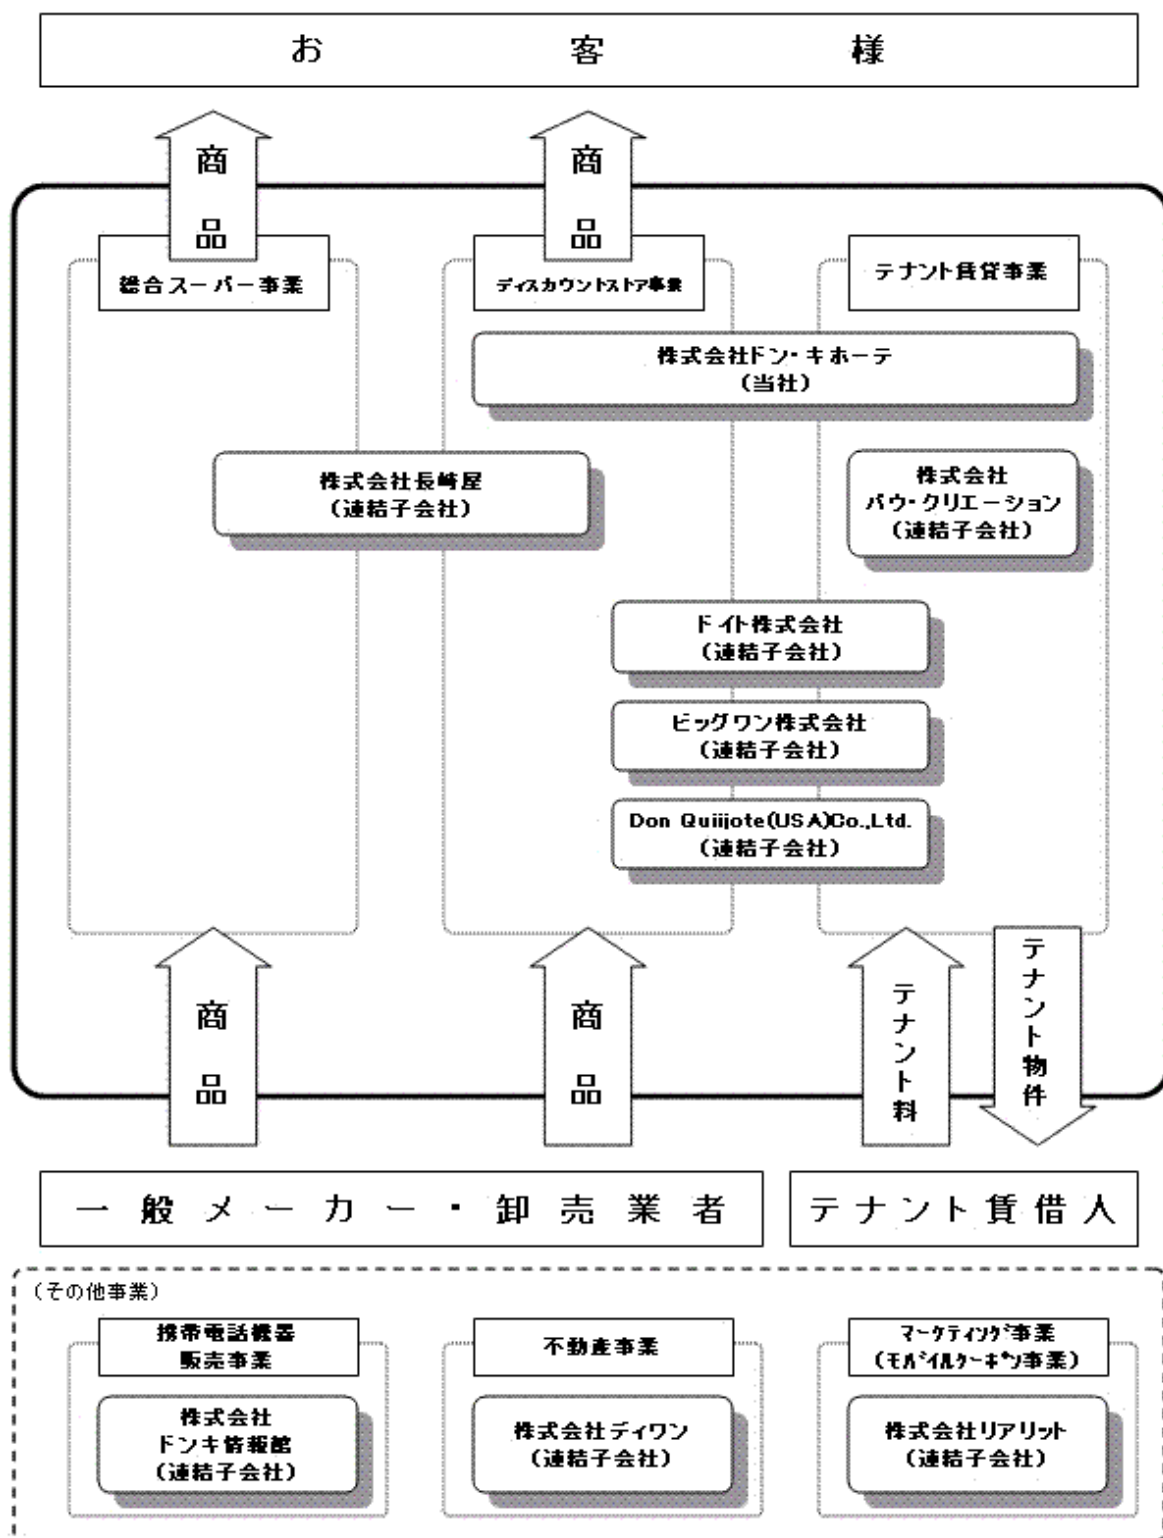 お客様
商品
商品
総合スーパー事業
ディスカウントストア事業
テナント賃貸事業
株式会社ドン・キホーテ
（当社）
株式会社長崎屋
（連結子会社）
株式会社
パウ・クリエーション
（連結子会社）
ドイト株式会社
（連結子会社）
ビッグワン株式会社
（連結子会社）
Don Quiijote(USA)Co.,Ltd.
（連結子会社）
商品
商品
テナント料
テナント物件
一般メーカー・卸売業者
テナント賃借人
（その他事業）
携帯電話機器
販売事業
不動産事業
マーケティング事業
（モバイルクーポン事業）
株式会社
ドンキ情報館
（連結子会社）
株式会社ディワン
（連結子会社）
株式会社リアリット
（連結子会社）